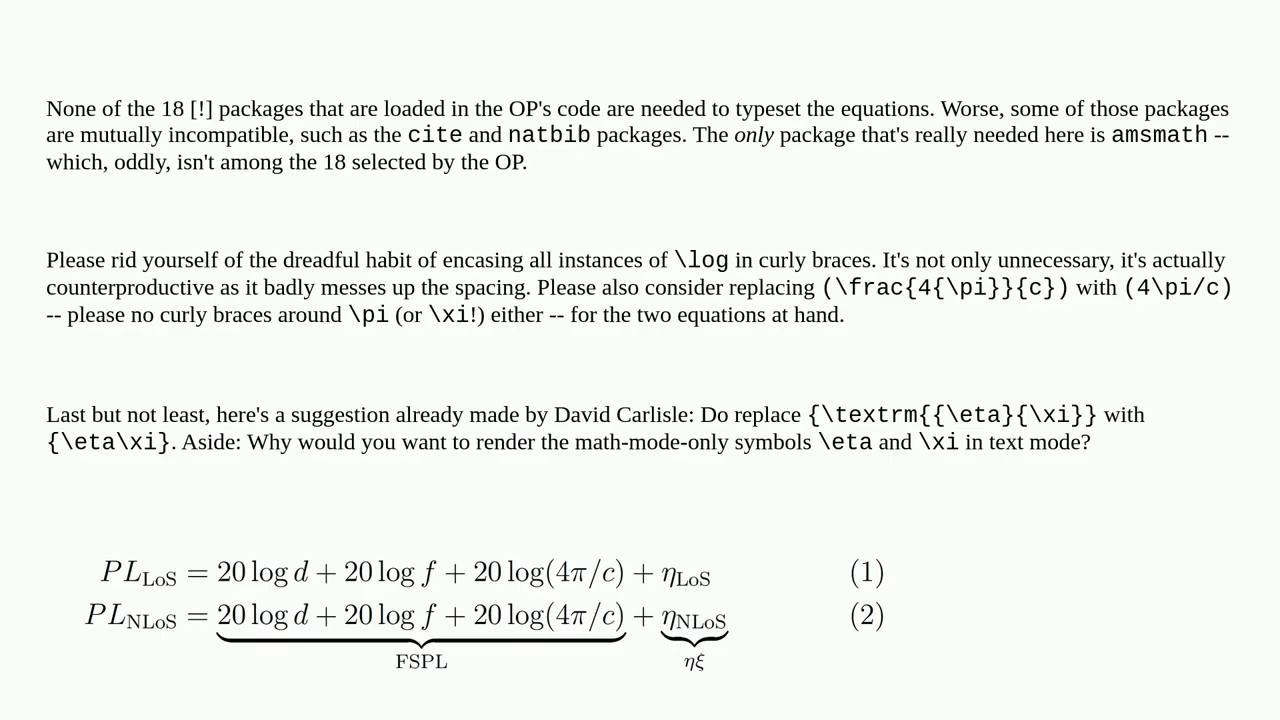 None of the 18 [!] packages that are loaded in the OP's code are needed to typeset the equations. Worse, some of those packages
are mutually incompatible, such as the cite and natbib packages. The only package that's really needed here is amsmath --
which, oddly, isn't among the 18 selected by the OP.
Please rid yourself of the dreadful habit of encasing all instances of \log in curly braces. It's not only unnecessary, it's actually
counterproductive as it badly messes up the spacing. Please also consider replacing (\frac{4{\pi}}{c}) with (4\pi/c)
-- please no curly braces around \pi (or \xi!) either -- for the two equations at hand.
Last but not least, here's a suggestion already made by David Carlisle: Do replace {\textrm{{\eta}{\xi}} with
{\eta\xi}. Aside: Why would you want to render the math-mode-only symbols \eta and \xi in text mode?
PL_LoS = 20 log d + 20 log f + 20 log(4π/c) + η_LoS (1)
PL_NLoS = 20 log d + 20 log f + 20 log(4π/c) + η_NLoS (2)
FSPL ηξ